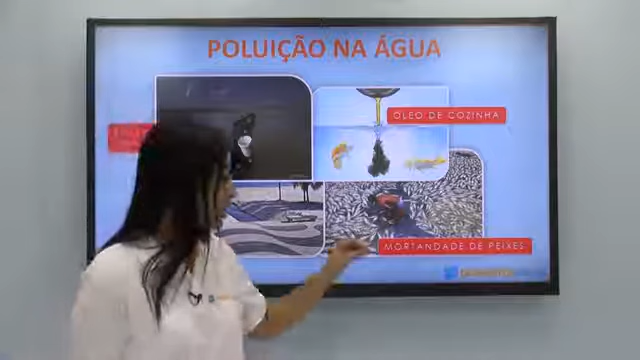 POLUIÇÃO NA ÁGUA
ÓLEO DE COZINHA
MORTANDADE DE PEIXES